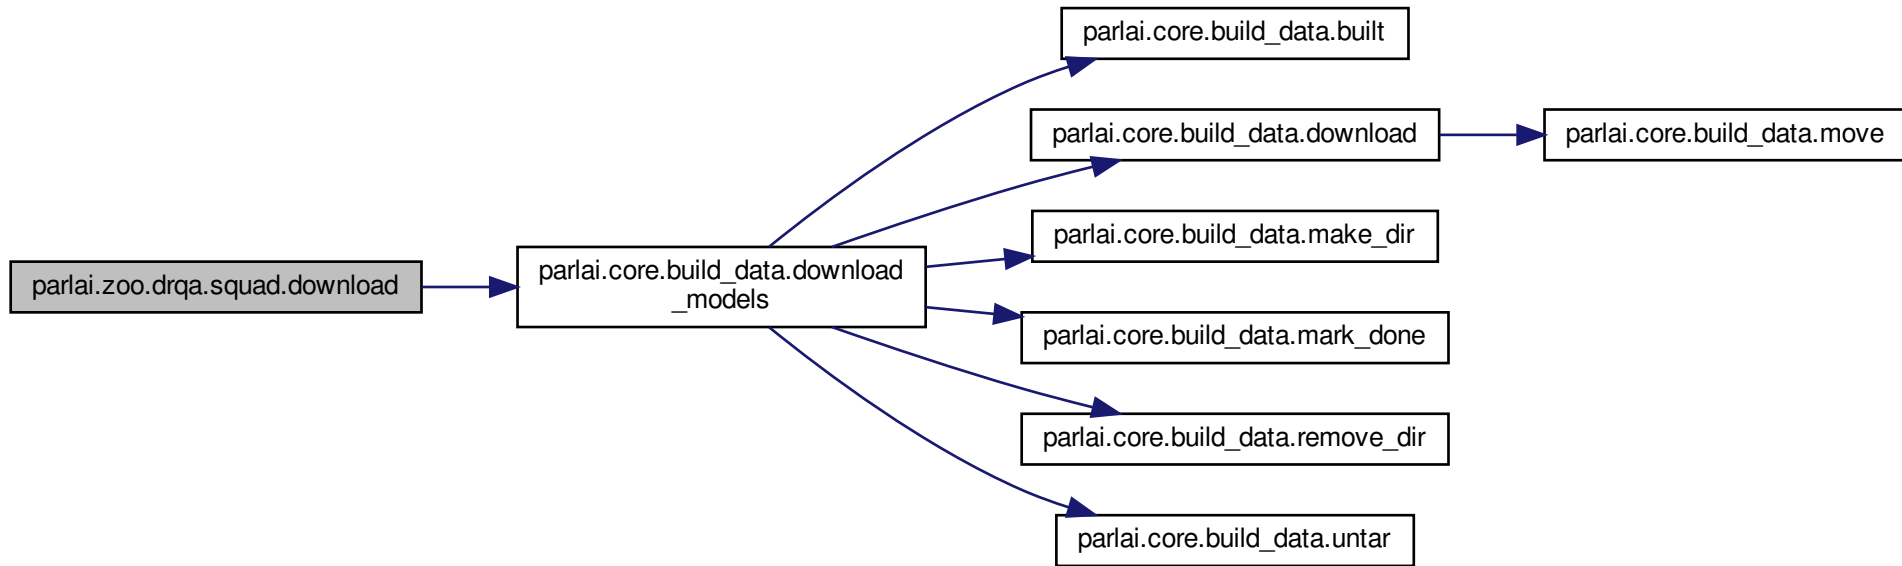 parlai.zoo.drqa.squad.download
parlai.core.build_data.download
_models
parlai.core.build_data.built
parlai.core.build_data.download
parlai.core.build_data.move
parlai.core.build_data.make_dir
parlai.core.build_data.mark_done
parlai.core.build_data.remove_dir
parlai.core.build_data.untar